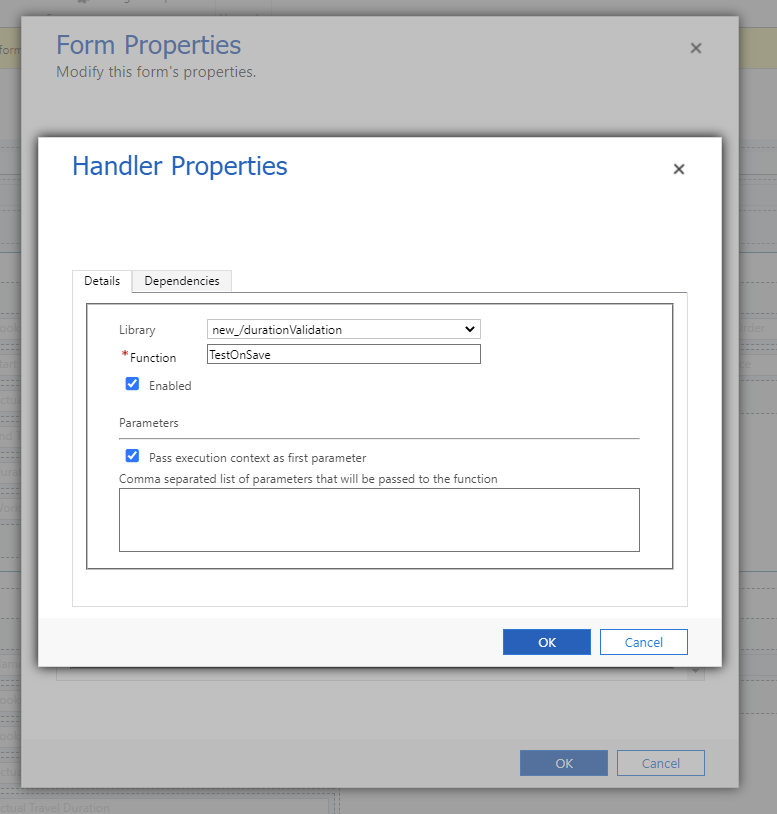 Form Properties
Modify this form's properties.
Handler Properties
Details
Dependencies
Library
new_/durationValidation
*Function
TestOnSave
Enabled
Parameters
Pass execution context as first parameter
Comma separated list of parameters that will be passed to the function
OK
Cancel
OK
Cancel
ctual Travel Duration